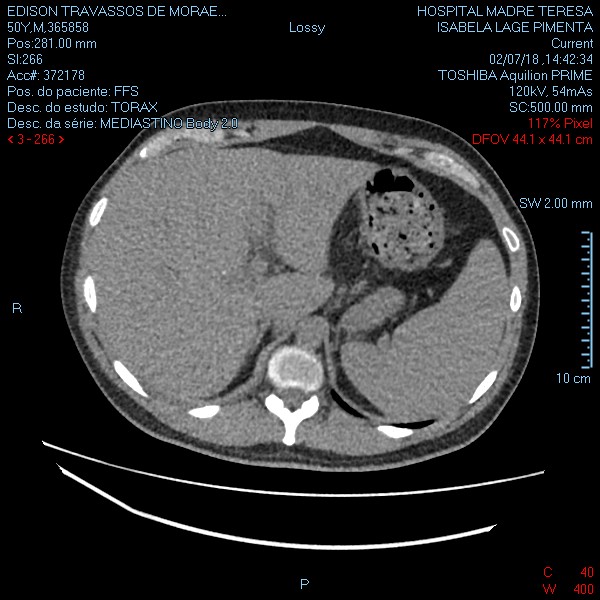 EDISON TRAVASSOS DE MORAE...
50Y,M,365858
Pos:281.00 mm
SI:266
Acc#: 372178
Pos. do paciente: FFS
Desc. do estudo: TORAX
Desc. da série: MEDIASTINO Body 2.0
< 3 - 266 >
Lossy
HOSPITAL MADRE TERESA
ISABELA LAGE PIMENTA
Current
02/07/18 ,14:42:34
TOSHIBA Aquilion PRIME
120kV, 54mAs
SC:500.00 mm
117% Pixel
DFOV 44.1 x 44.1 cm
SW 2.00 mm
R
10 cm
P
C 40
W 400